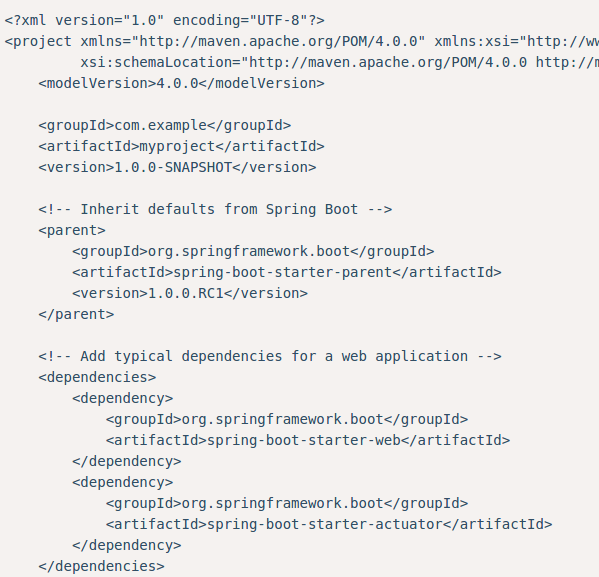 <?xml version="1.0" encoding="UTF-8"?>
<project xmlns="http://maven.apache.org/POM/4.0.0" xmlns:xsi="http://ww
xsi:schemaLocation="http://maven.apache.org/POM/4.0.0 http://m
<modelVersion>4.0.0</modelVersion>
<groupId>com.example</groupId>
<artifactId>myproject</artifactId>
<version>1.0.0-SNAPSHOT</version>
<!-- Inherit defaults from Spring Boot -->
<parent>
<groupId>org.springframework.boot</groupId>
<artifactId>spring-boot-starter-parent</artifactId>
<version>1.0.0.RC1</version>
</parent>
<!-- Add typical dependencies for a web application -->
<dependencies>
<dependency>
<groupId>org.springframework.boot</groupId>
<artifactId>spring-boot-starter-web</artifactId>
</dependency>
<dependency>
<groupId>org.springframework.boot</groupId>
<artifactId>spring-boot-starter-actuator</artifactId>
</dependency>
</dependencies>